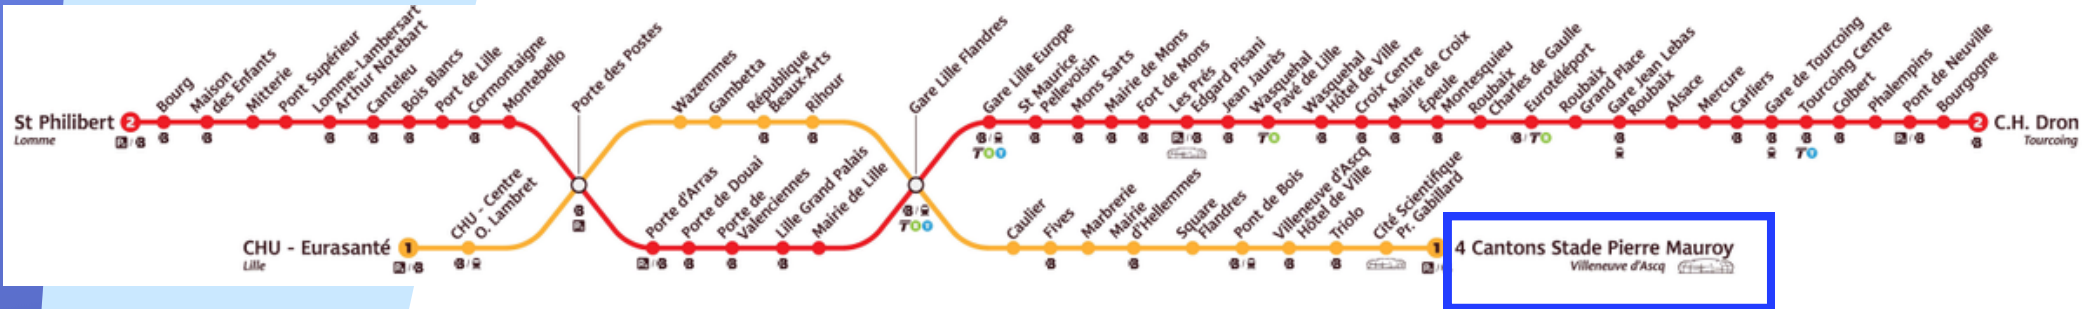 St Philibert
Lomme
2
Bourg
Maison
des Enfants
Mitterie
Pont Supérieur
Lomme-Lambersart
Arthur Notebart
Canteleu
Bois Blancs
Port de Lille
Cormontaigne
Montebello
Porte des Postes
Wazemmes
Gambetta
République
Beaux-Arts
Rihour
Gare Lille Flandres
Gare Lille Europe
St Maurice
Pellevoisin
Mons Sarts
Mairie de Mons
Fort de Mons
Les Prés
Edgard Pisani
Jean Jaurès
Wasquehal
Pavé de Lille
Wasquehal
Hôtel de Ville
Croix Centre
Mairie de Croix
Épeule
Montesquieu
Roubaix
Charles de Gaulle
Eurotéléport
Roubaix
Grand Place
Gare Jean Lebas
Roubaix
Alsace
Mercure
Carliers
Gare de Tourcoing
Tourcoing Centre
Colbert
Phalempins
Pont de Neuville
Bourgogne
2
C.H. Dron
Tourcoing
CHU - Eurasanté
Lille
1
CHU - Centre
O. Lambret
Porte d'Arras
Porte de Douai
Porte de
Valenciennes
Lille Grand Palais
Mairie de Lille
Caulier
Fives
Marbrerie
Mairie
d'Hellemmes
Square
Flandres
Pont de Bois
Villeneuve d'Ascq
Hôtel de Ville
Triolo
Cité Scientifique
Pr. Gabillard
1
4 Cantons Stade Pierre Mauroy
Villeneuve d'Ascq